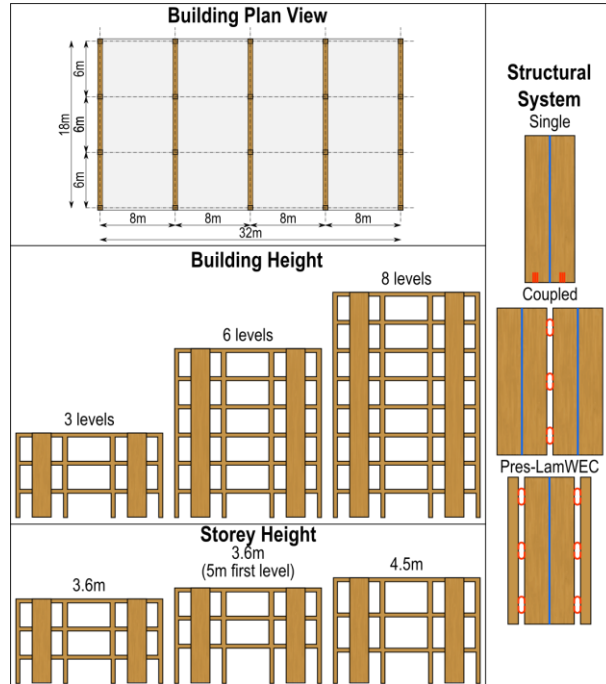 Building Plan View
6m
6m
6m
18m
8m
8m
8m
8m
32m
Building Height
3 levels
6 levels
8 levels
Storey Height
3.6m
3.6m
(5m first level)
4.5m
Structural
System
Single
Coupled
Pres-LamWEC